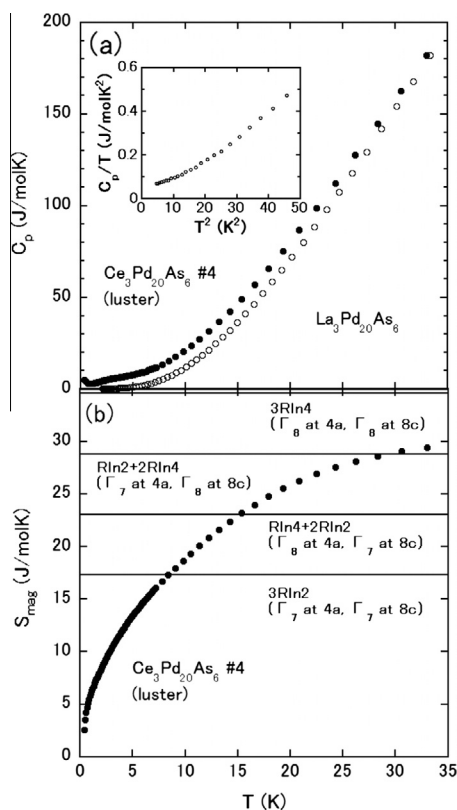 (a)
200
150
100
50
0
C_p (J/molK)
0.6
0.4
0.2
0
C_p/T (J/molK²)
0 10 20 30 40 50
T² (K²)
Ce₃Pd₂₀As₆ #4
(luster)
La₃Pd₂₀As₆
(b)
30
25
20
15
10
5
0
S_mag (J/molK)
3Rln4
(Γ₈ at 4a, Γ₈ at 8c)
Rln2+2Rln4
(Γ₇ at 4a, Γ₈ at 8c)
Rln4+2Rln2
(Γ₈ at 4a, Γ₇ at 8c)
3Rln2
(Γ₇ at 4a, Γ₇ at 8c)
Ce₃Pd₂₀As₆ #4
(luster)
0 5 10 15 20 25 30 35
T (K)